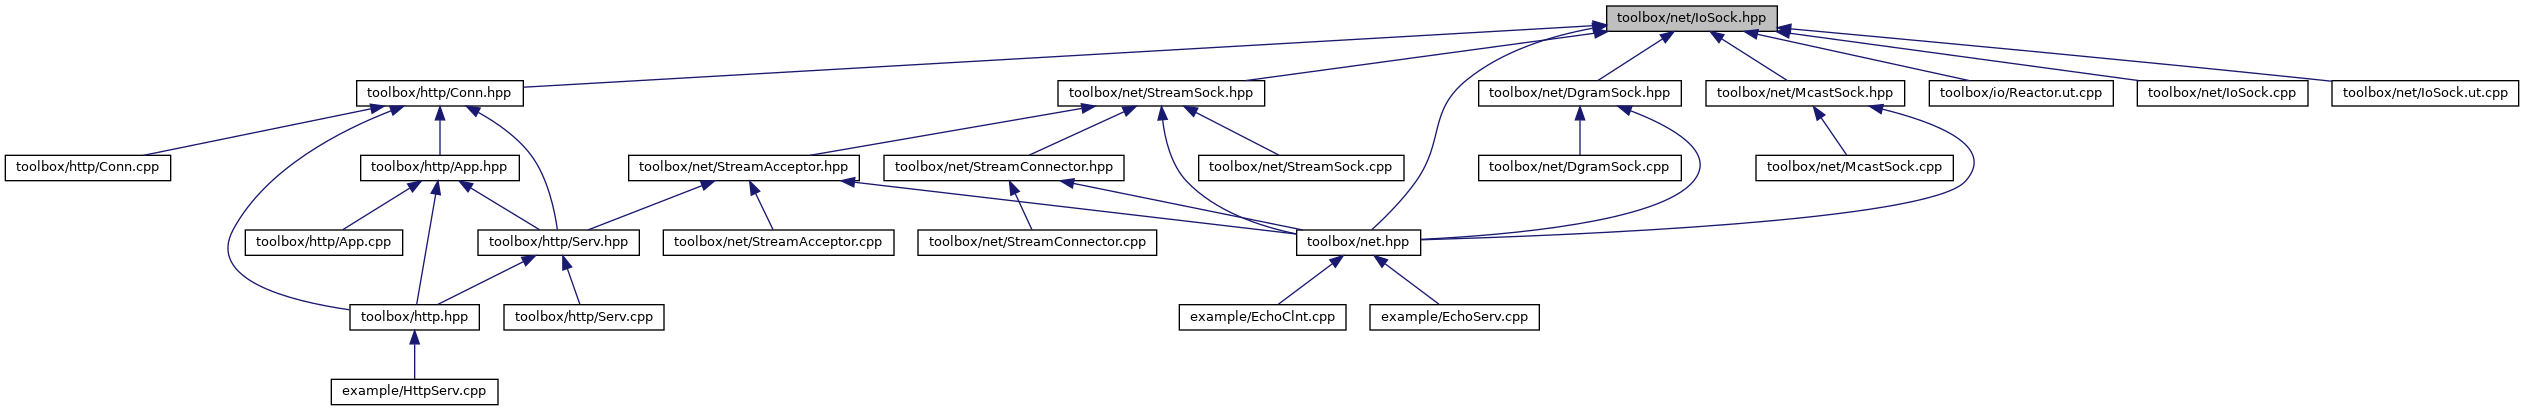 toolbox/net/IoSock.hpp
toolbox/http/Conn.hpp
toolbox/net/StreamSock.hpp
toolbox/net/DgramSock.hpp
toolbox/net/McastSock.hpp
toolbox/io/Reactor.ut.cpp
toolbox/net/IoSock.cpp
toolbox/net/IoSock.ut.cpp
toolbox/http/Conn.cpp
toolbox/http/App.hpp
toolbox/net/StreamAcceptor.hpp
toolbox/net/StreamConnector.hpp
toolbox/net/StreamSock.cpp
toolbox/net/DgramSock.cpp
toolbox/net/McastSock.cpp
toolbox/http/App.cpp
toolbox/http/Serv.hpp
toolbox/net/StreamAcceptor.cpp
toolbox/net/StreamConnector.cpp
toolbox/net.hpp
toolbox/http.hpp
toolbox/http/Serv.cpp
example/EchoClnt.cpp
example/EchoServ.cpp
example/HttpServ.cpp